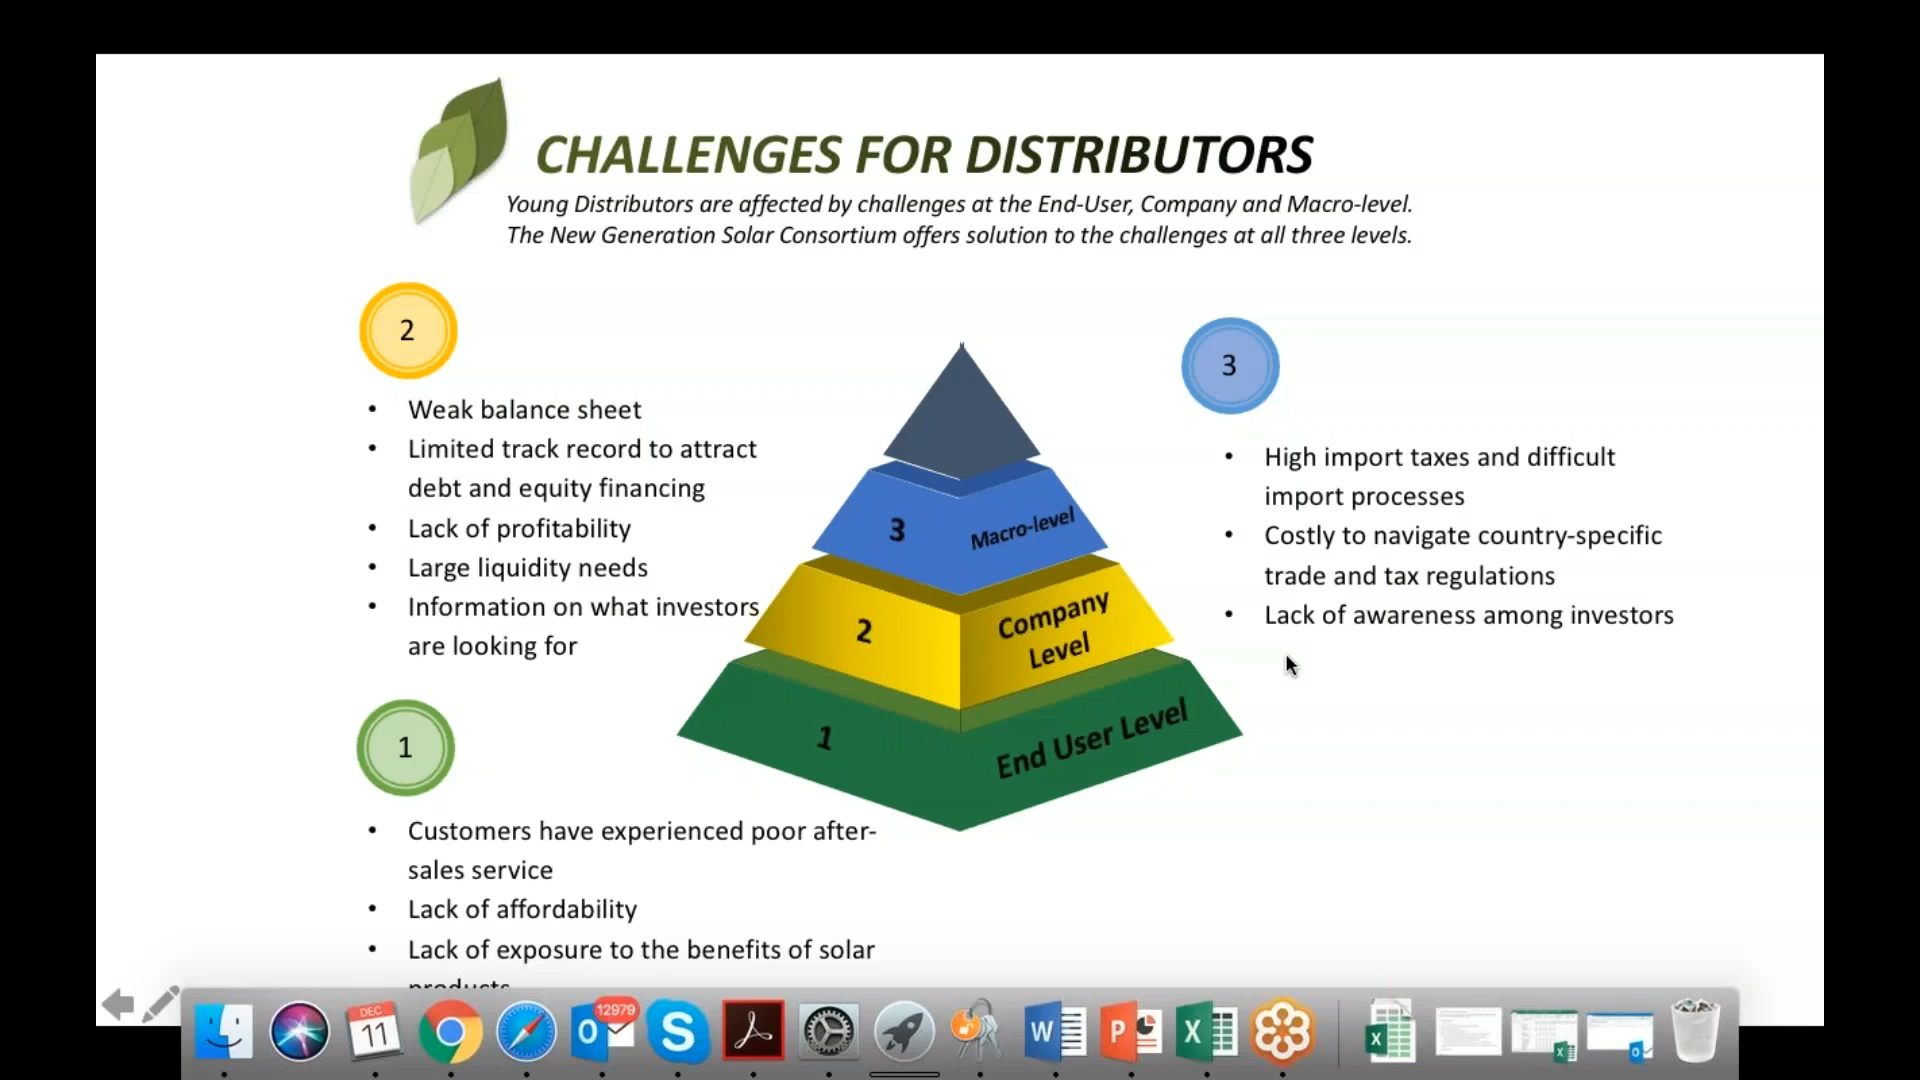 CHALLENGES FOR DISTRIBUTORS
Young Distributors are affected by challenges at the End-User, Company and Macro-level.
The New Generation Solar Consortium offers solution to the challenges at all three levels.
2
• Weak balance sheet
• Limited track record to attract
debt and equity financing
• Lack of profitability
• Large liquidity needs
• Information on what investors
are looking for
3
• High import taxes and difficult
import processes
• Costly to navigate country-specific
trade and tax regulations
• Lack of awareness among investors
3 Macro-level
2 Company
Level
1 End User Level
1
• Customers have experienced poor after-
sales service
• Lack of affordability
• Lack of exposure to the benefits of solar
products
DEC
11
12979
O
S
W
P
X
X
X
O